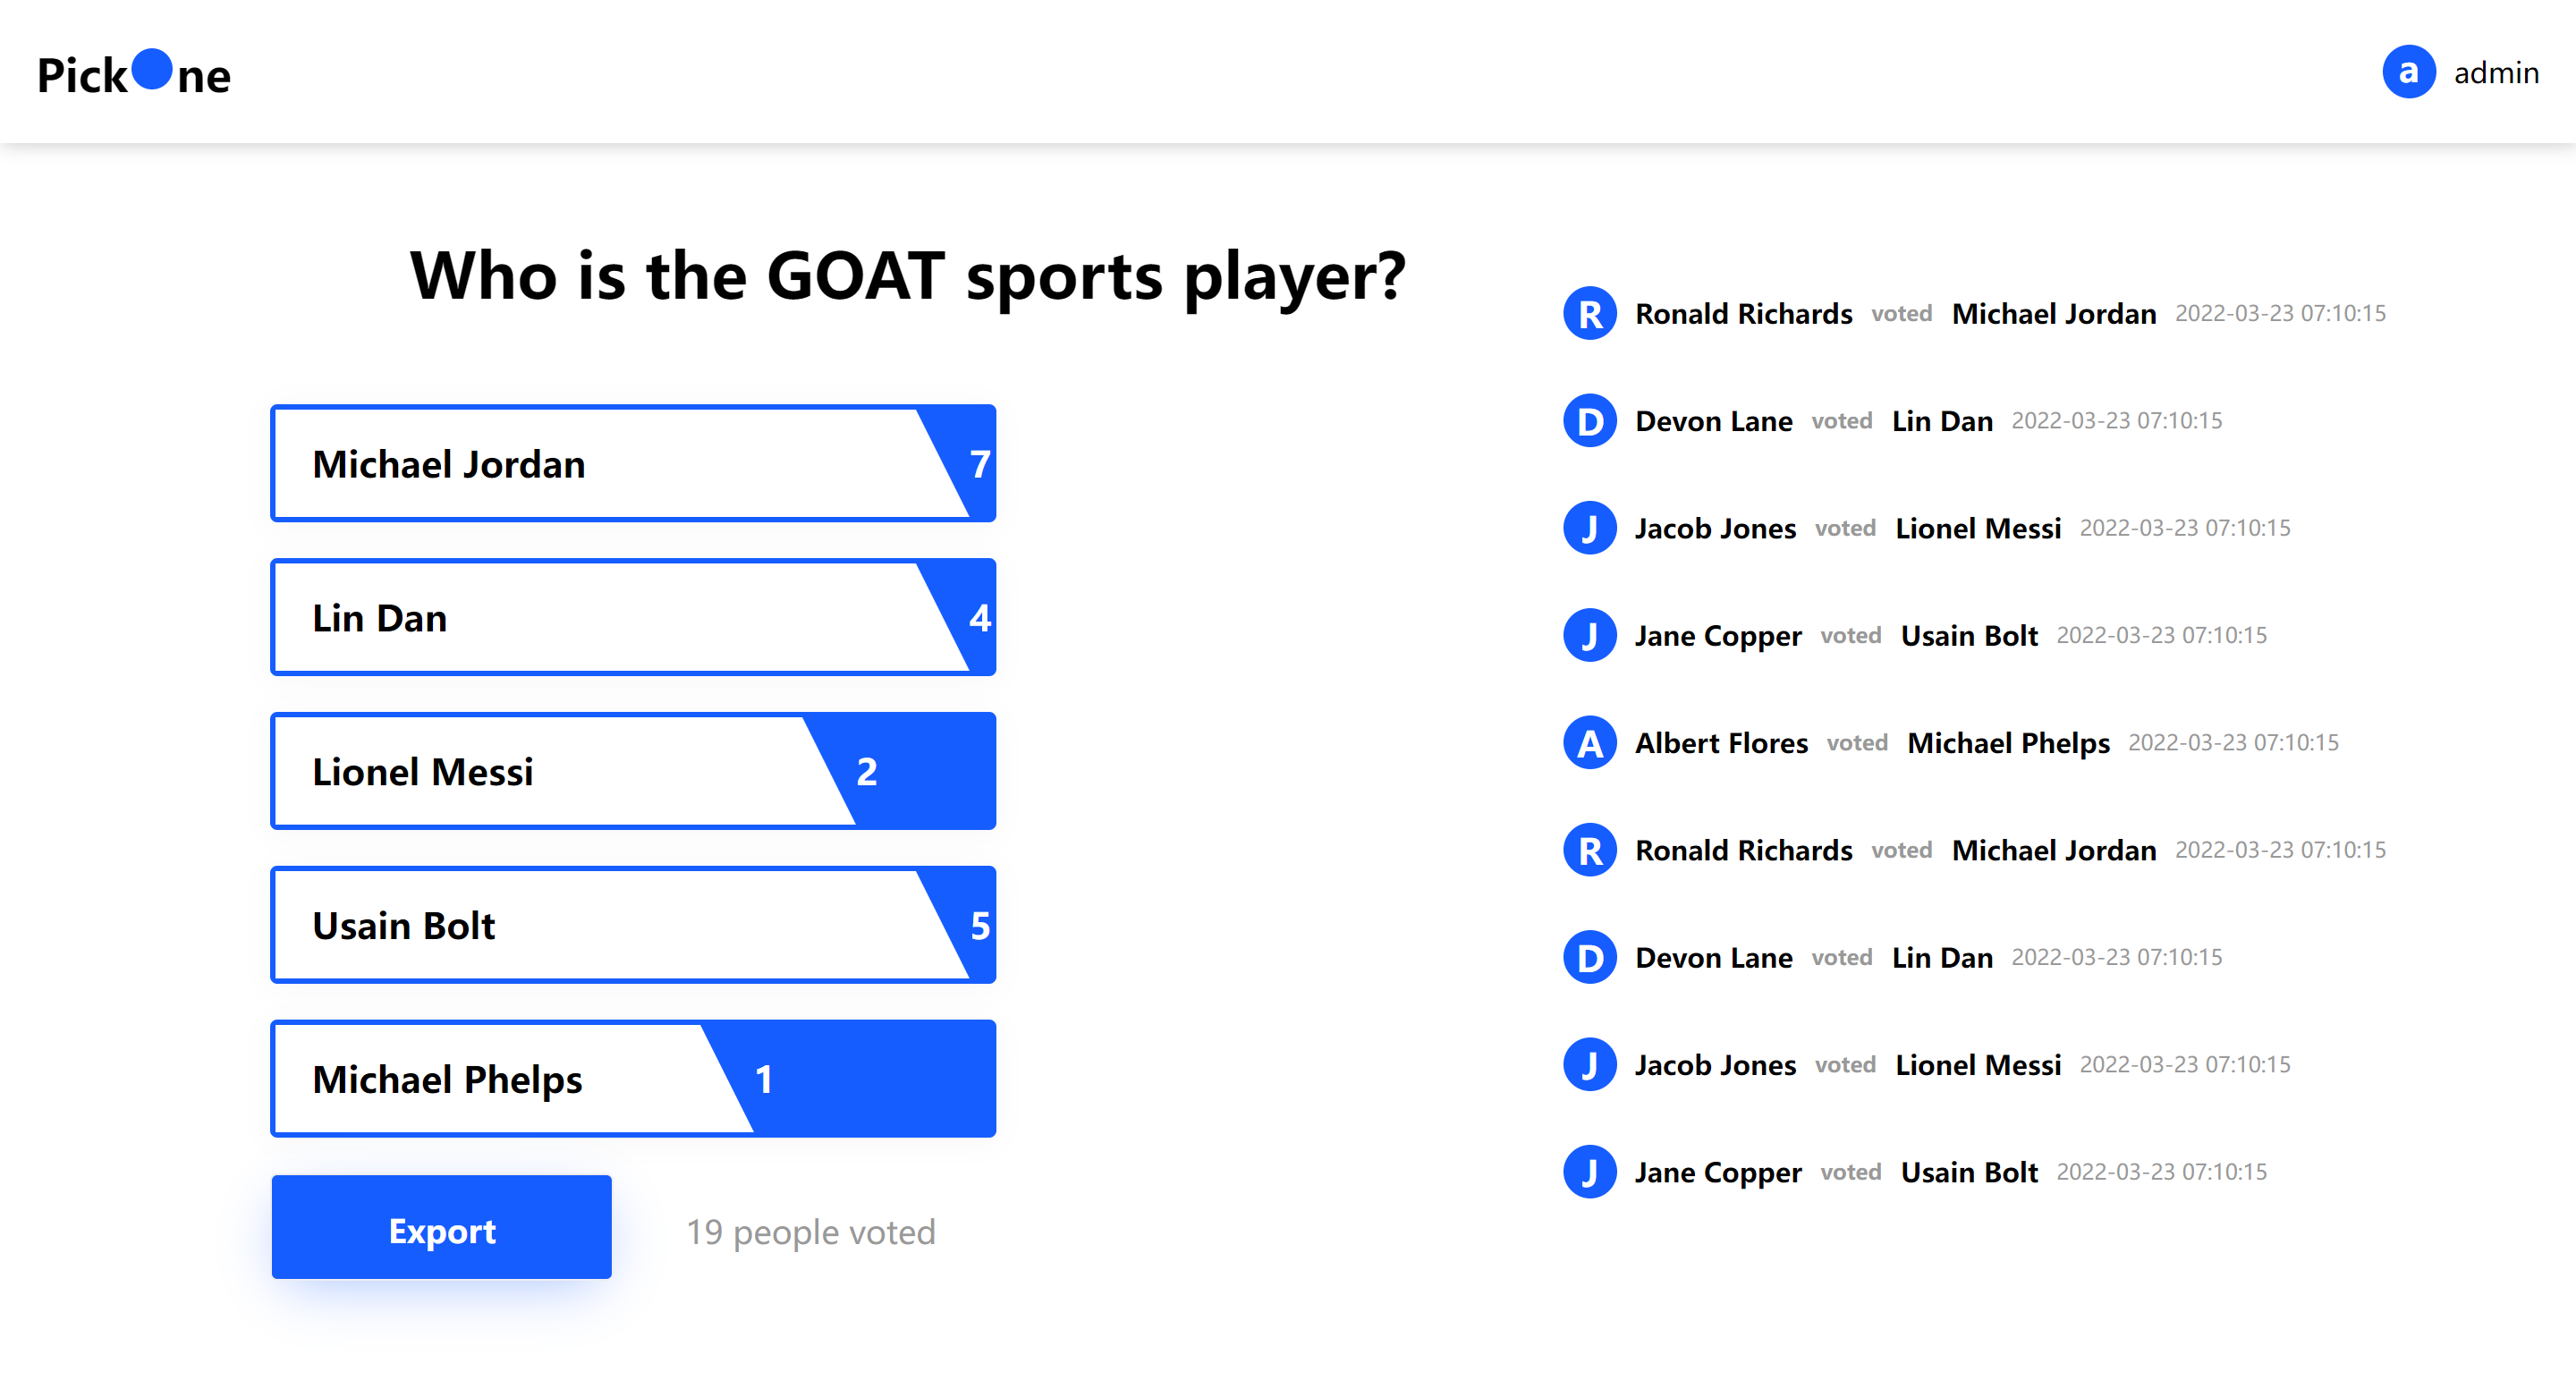 Pick ne
a admin
Who is the GOAT sports player?
Michael Jordan 7
Lin Dan 4
Lionel Messi 2
Usain Bolt 5
Michael Phelps 1
Export 19 people voted
R Ronald Richards voted Michael Jordan 2022-03-23 07:10:15
D Devon Lane voted Lin Dan 2022-03-23 07:10:15
J Jacob Jones voted Lionel Messi 2022-03-23 07:10:15
J Jane Copper voted Usain Bolt 2022-03-23 07:10:15
A Albert Flores voted Michael Phelps 2022-03-23 07:10:15
R Ronald Richards voted Michael Jordan 2022-03-23 07:10:15
D Devon Lane voted Lin Dan 2022-03-23 07:10:15
J Jacob Jones voted Lionel Messi 2022-03-23 07:10:15
J Jane Copper voted Usain Bolt 2022-03-23 07:10:15